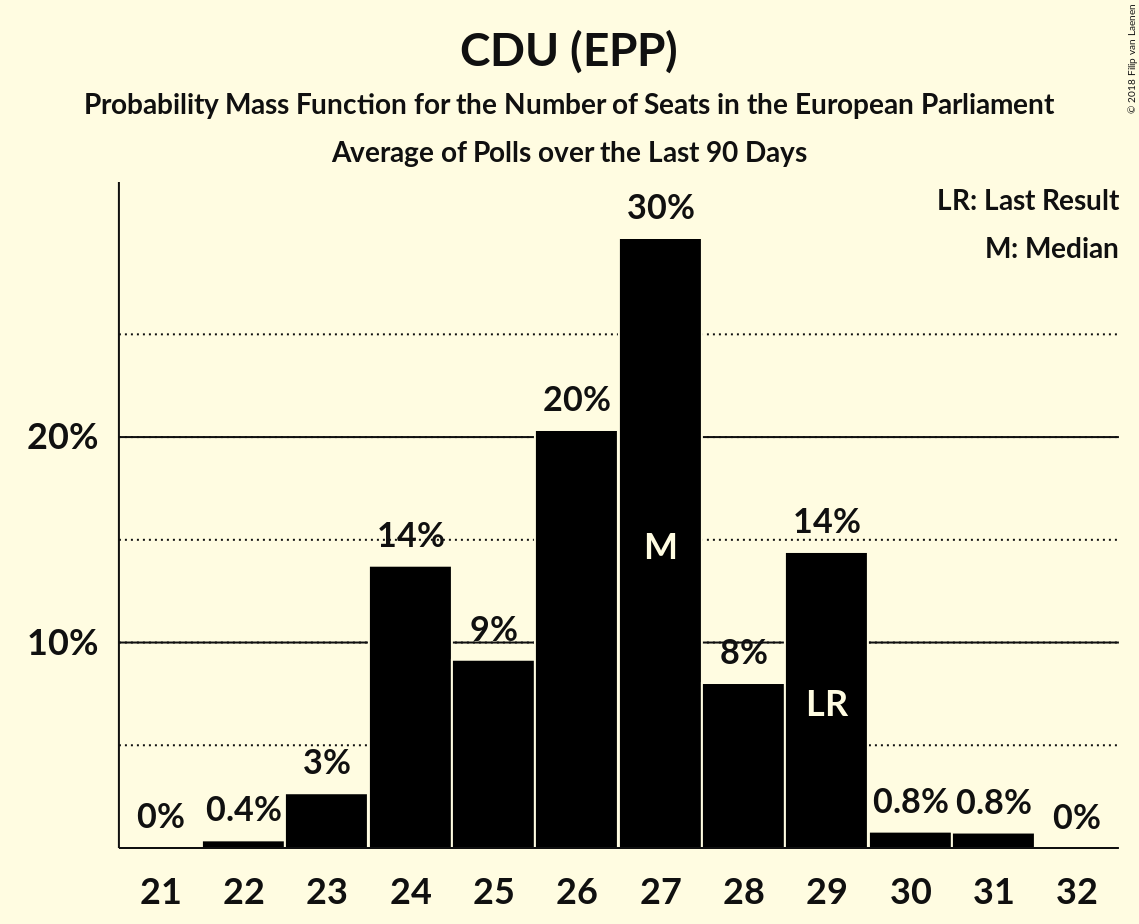 CDU (EPP)
Probability Mass Function for the Number of Seats in the European Parliament
Average of Polls over the Last 90 Days
© 2018 Filip van Laenen
LR: Last Result
M: Median
30%
20%
20%
14%
14%
M
9%
10%
8%
LR
3%
0%
0.4%
0.8%
0.8%
0%
21 22 23 24 25 26 27 28 29 30 31 32